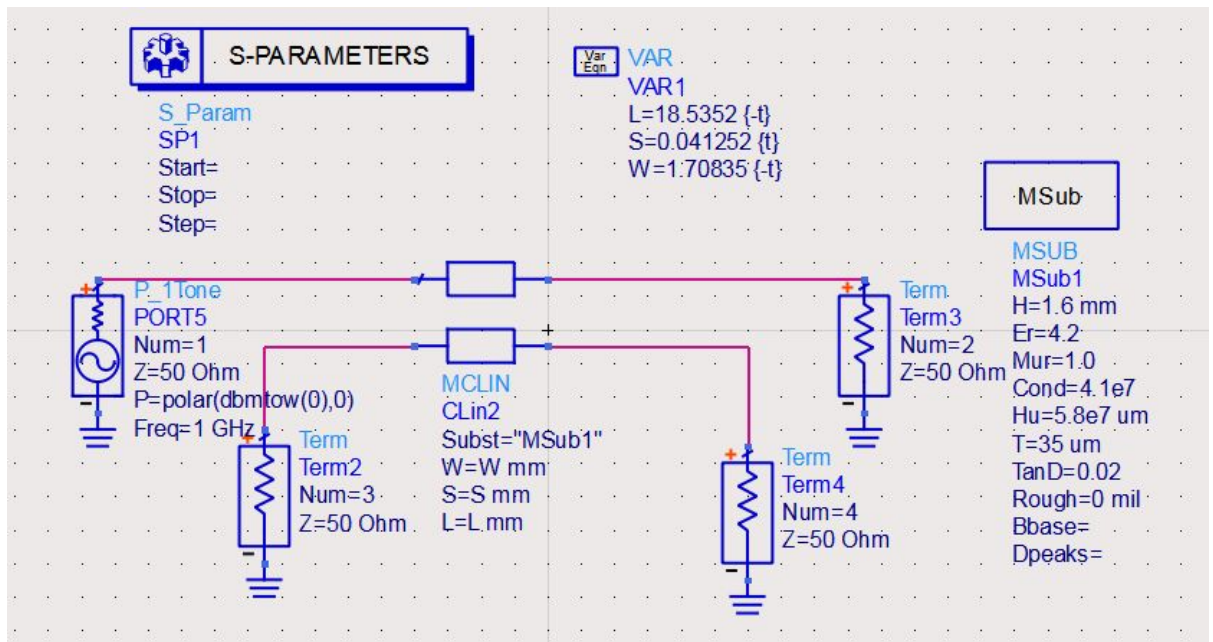 S-PARAMETERS
S_Param
SP1
Start=
Stop=
Step=
Var
Eqn
VAR
VAR1
L=18.5352 {-t}
S=0.041252 {t}
W=1.70835 {-t}
MSub
MSUB
MSub1
H=1.6 mm
Er=4.2
Mur=1.0
Cond=4.1e7
Hu=5.8e7 um
T=35 um
TanD=0.02
Rough=0 mil
Bbase=
Dpeaks=
P_1Tone
PORT5
Num=1
Z=50 Ohm
P=polar(dbmtow(0),0)
Freq=1 GHz
Term
Term2
Num=3
Z=50 Ohm
MCLIN
CLin2
Subst="MSub1"
W=W mm
S=S mm
L=L mm
Term
Term3
Num=2
Z=50 Ohm
Term
Term4
Num=4
Z=50 Ohm